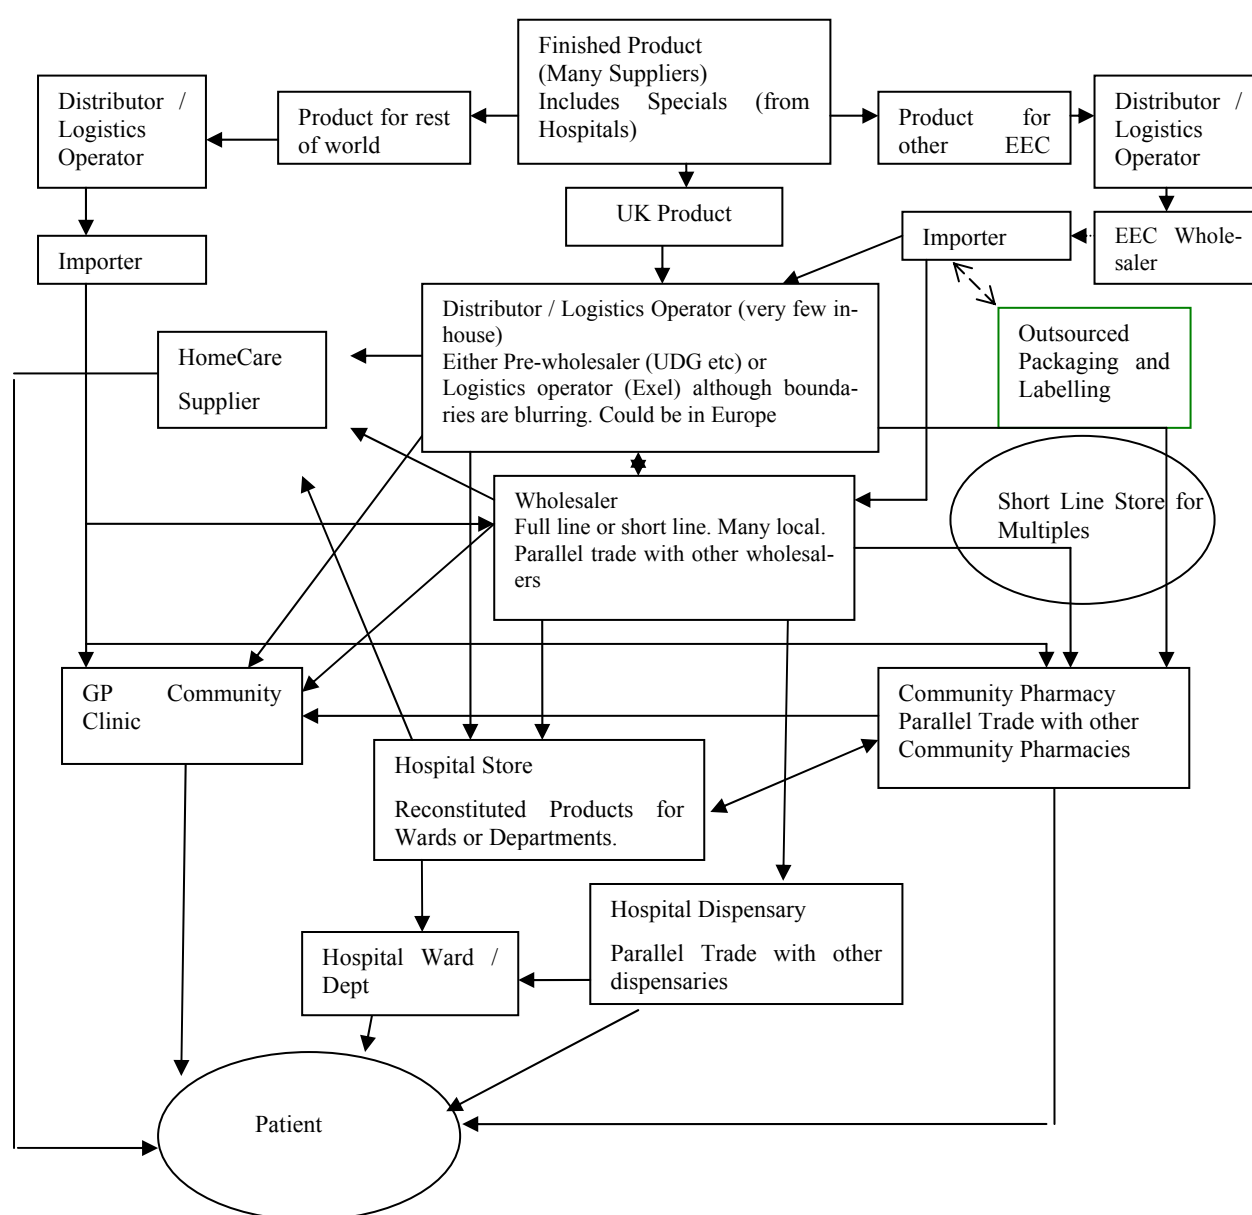 Finished Product
(Many Suppliers)
Includes Specials (from
Hospitals)
Distributor /
Logistics
Operator
Product for rest
of world
Product for
other EEC
Distributor /
Logistics
Operator
UK Product
Importer
Importer
EEC Whole-
saler
Distributor / Logistics Operator (very few in-
house)
Either Pre-wholesaler (UDG etc) or
Logistics operator (Exel) although bounda-
ries are blurring. Could be in Europe
Outsourced
Packaging and
Labelling
HomeCare
Supplier
Wholesaler
Full line or short line. Many local.
Parallel trade with other wholesal-
ers
Short Line Store for
Multiples
GP Community
Clinic
Community Pharmacy
Parallel Trade with other
Community Pharmacies
Hospital Store
Reconstituted Products for
Wards or Departments.
Hospital Dispensary
Parallel Trade with other
dispensaries
Hospital Ward /
Dept
Patient